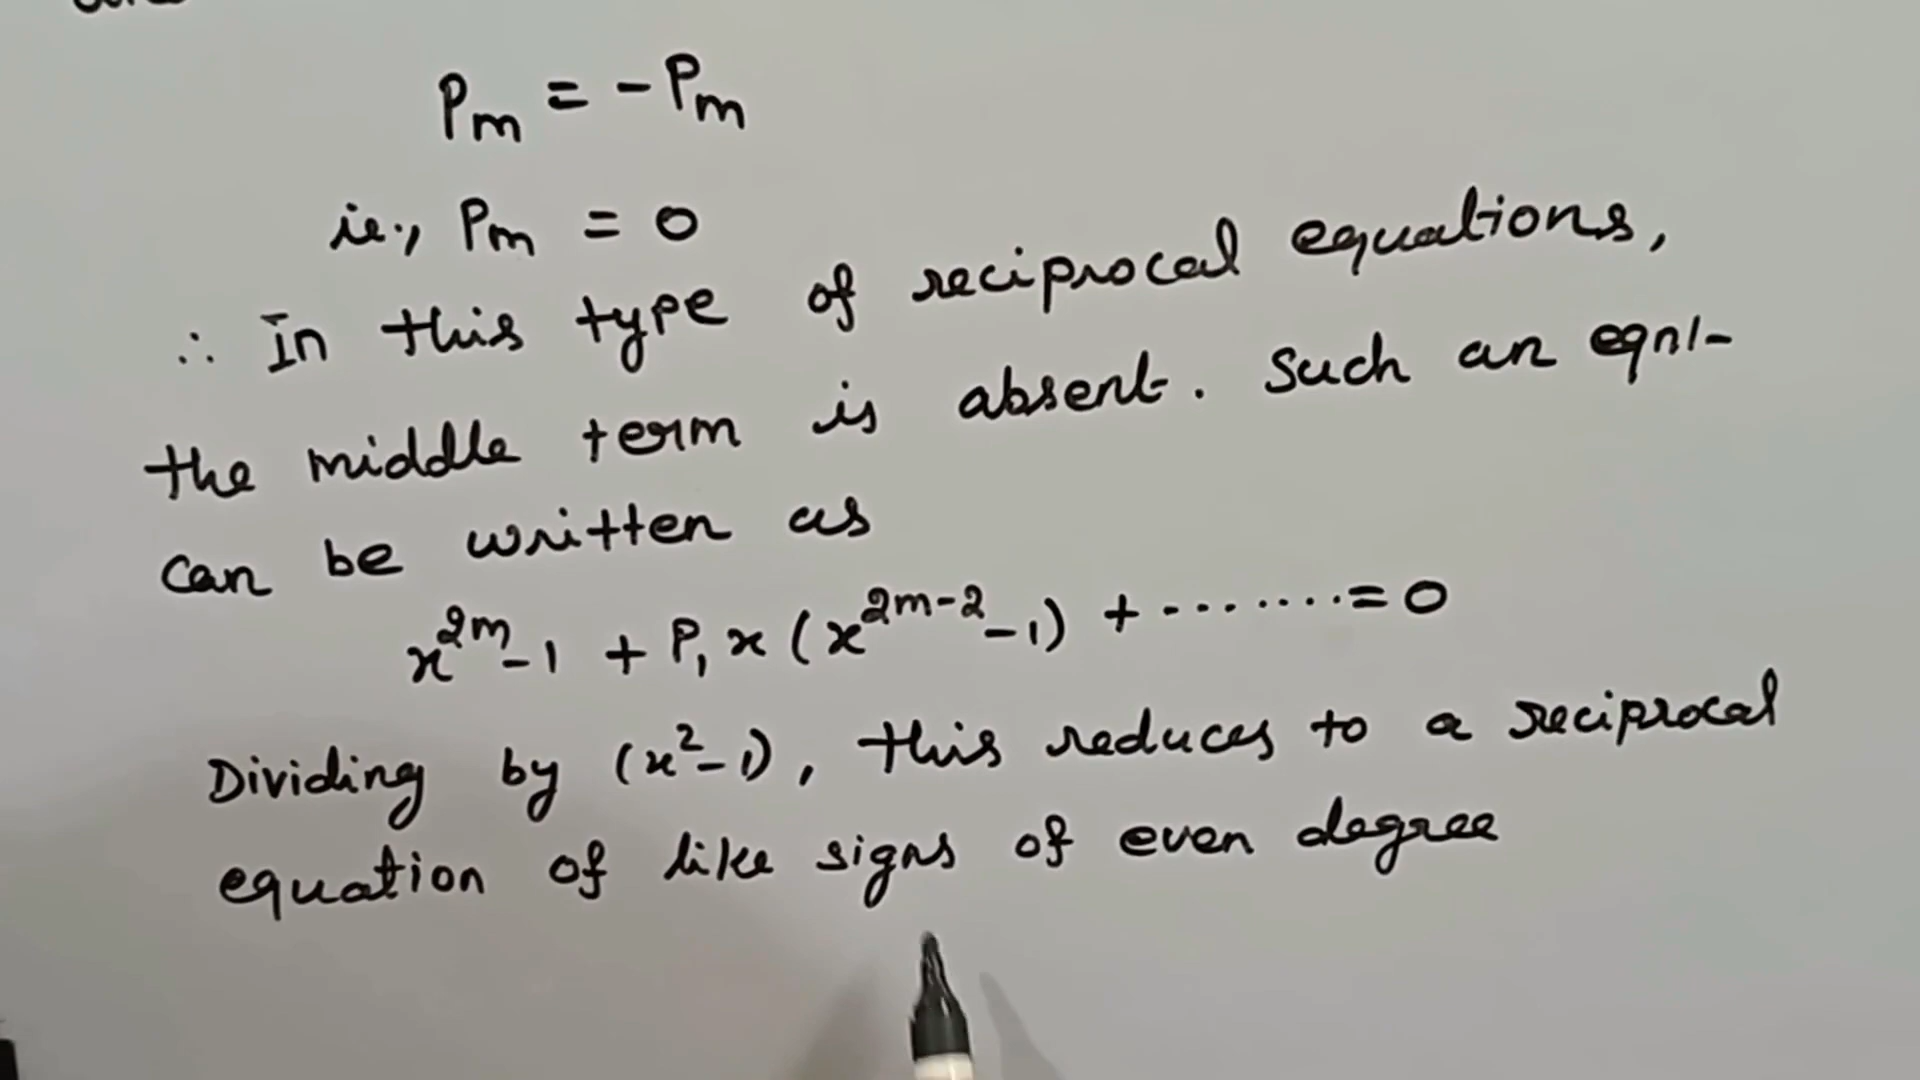 Pm = -Pm
ie., Pm = 0
∴ In this type of reciprocal equations,
the middle term is absent. Such an eqn/-
can be written as
x^{2m}-1 + P₁x(x^{2m-2}-1) + ........=0
Dividing by (x²-1), this reduces to a reciprocal
equation of like signs of even degree